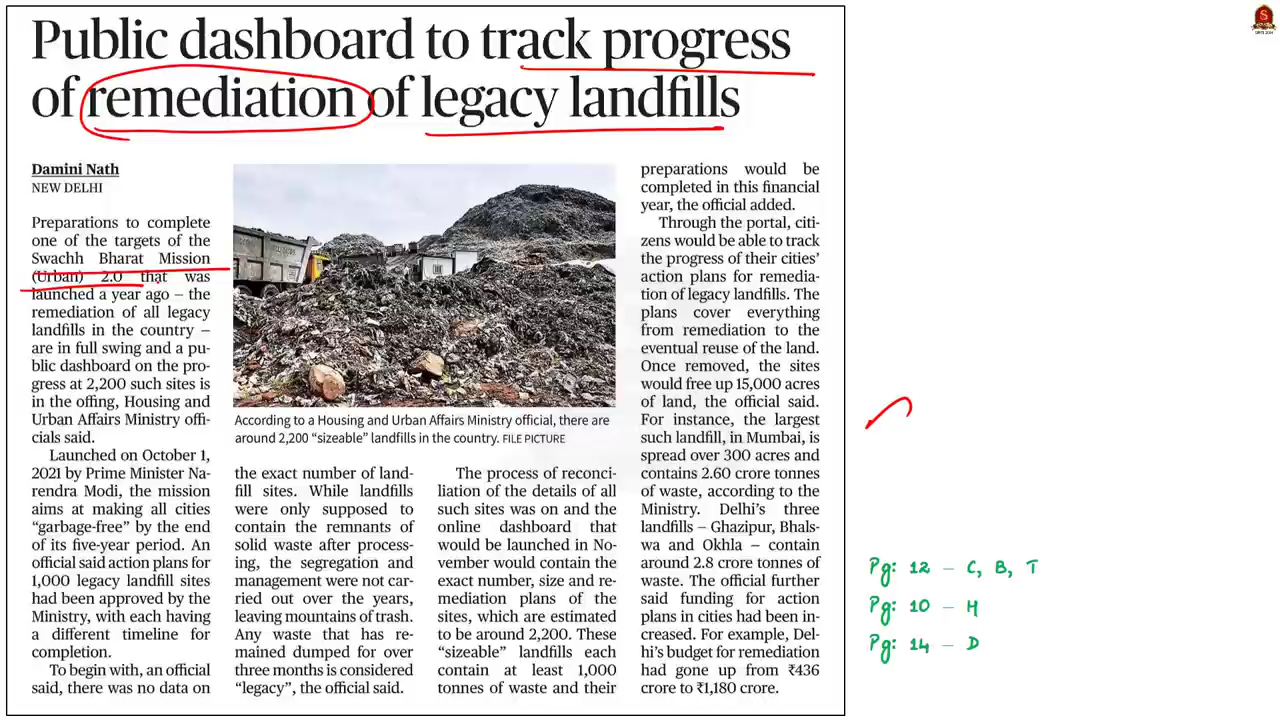 Public dashboard to track progress
of remediation of legacy landfills
Damini Nath
NEW DELHI
Preparations to complete
one of the targets of the
Swachh Bharat Mission
(Urban) 2.0 that was
launched a year ago – the
remediation of all legacy
landfills in the country –
are in full swing and a pu-
blic dashboard on the pro-
gress at 2,200 such sites is
in the offing, Housing and
Urban Affairs Ministry offi-
cials said.
Launched on October 1,
2021 by Prime Minister Na-
rendra Modi, the mission
aims at making all cities
“garbage-free” by the end
of its five-year period. An
official said action plans for
1,000 legacy landfill sites
had been approved by the
Ministry, with each having
a different timeline for
completion.
To begin with, an official
said, there was no data on
According to a Housing and Urban Affairs Ministry official, there are
around 2,200 “sizeable” landfills in the country. FILE PICTURE
the exact number of land-
fill sites. While landfills
were only supposed to
contain the remnants of
solid waste after process-
ing, the segregation and
management were not car-
ried out over the years,
leaving mountains of trash.
Any waste that has re-
mained dumped for over
three months is considered
“legacy”, the official said.
The process of reconci-
liation of the details of all
such sites was on and the
online dashboard that
would be launched in No-
vember would contain the
exact number, size and re-
mediation plans of the
sites, which are estimated
to be around 2,200. These
“sizeable” landfills each
contain at least 1,000
tonnes of waste and their
preparations would be
completed in this financial
year, the official added.
Through the portal, citi-
zens would be able to track
the progress of their cities’
action plans for remedia-
tion of legacy landfills. The
plans cover everything
from remediation to the
eventual reuse of the land.
Once removed, the sites
would free up 15,000 acres
of land, the official said.
For instance, the largest
such landfill, in Mumbai, is
spread over 300 acres and
contains 2.60 crore tonnes
of waste, according to the
Ministry. Delhi’s three
landfills – Ghazipur, Bhals-
wa and Okhla – contain
around 2.8 crore tonnes of
waste. The official further
said funding for action
plans in cities had been in-
creased. For example, Del-
hi’s budget for remediation
had gone up from ₹436
crore to ₹1,180 crore.
Pg: 12 – C, B, T
Pg: 10 – H
Pg: 14 – D